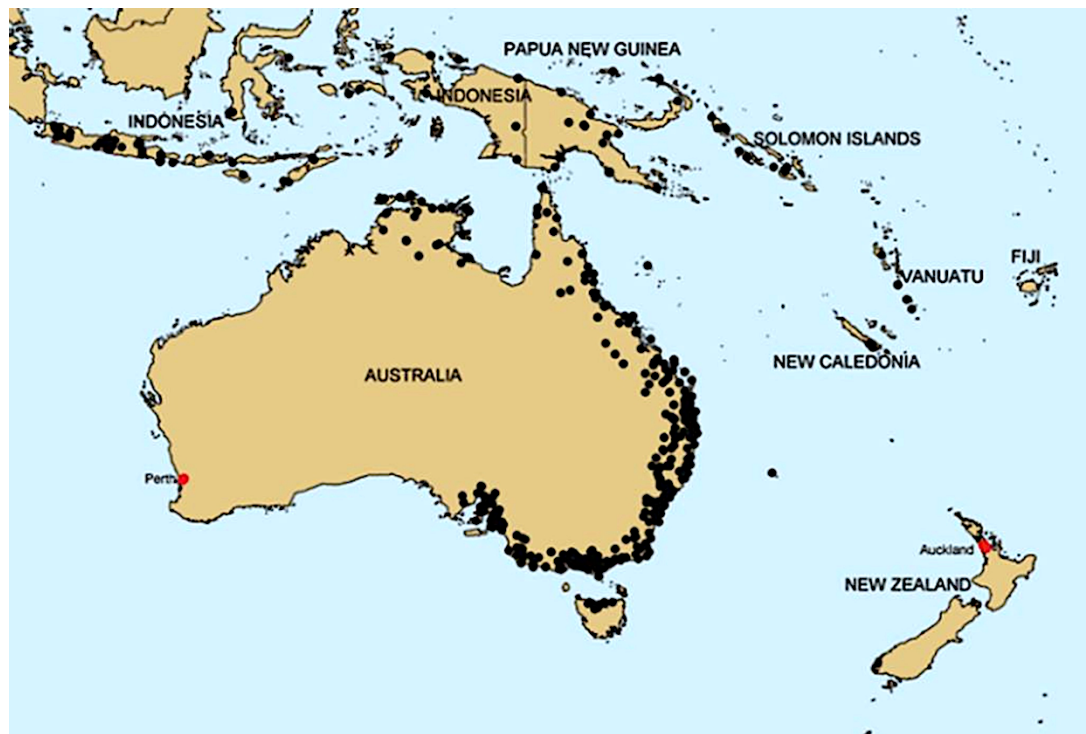 PAPUA NEW GUINEA
INDONESIA
INDONESIA
SOLOMON ISLANDS
FIJI
VANUATU
NEW CALEDONIA
AUSTRALIA
Perth
Auckland
NEW ZEALAND